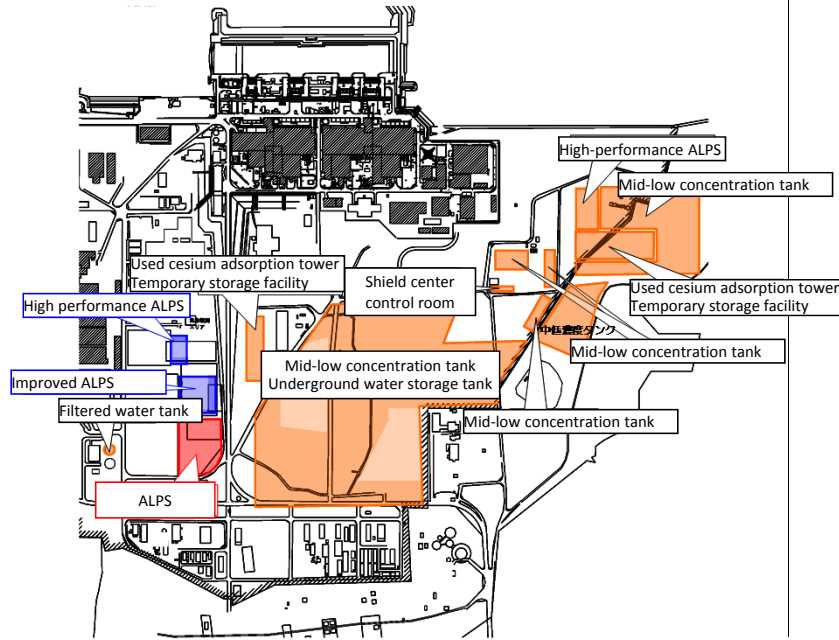 High-performance ALPS
Mid-low concentration tank
Used cesium adsorption tower
Temporary storage facility
Shield center
control room
Used cesium adsorption tower
Temporary storage facility
High performance ALPS
中低濃度タンク
Mid-low concentration tank
Mid-low concentration tank
Underground water storage tank
Improved ALPS
Filtered water tank
Mid-low concentration tank
ALPS